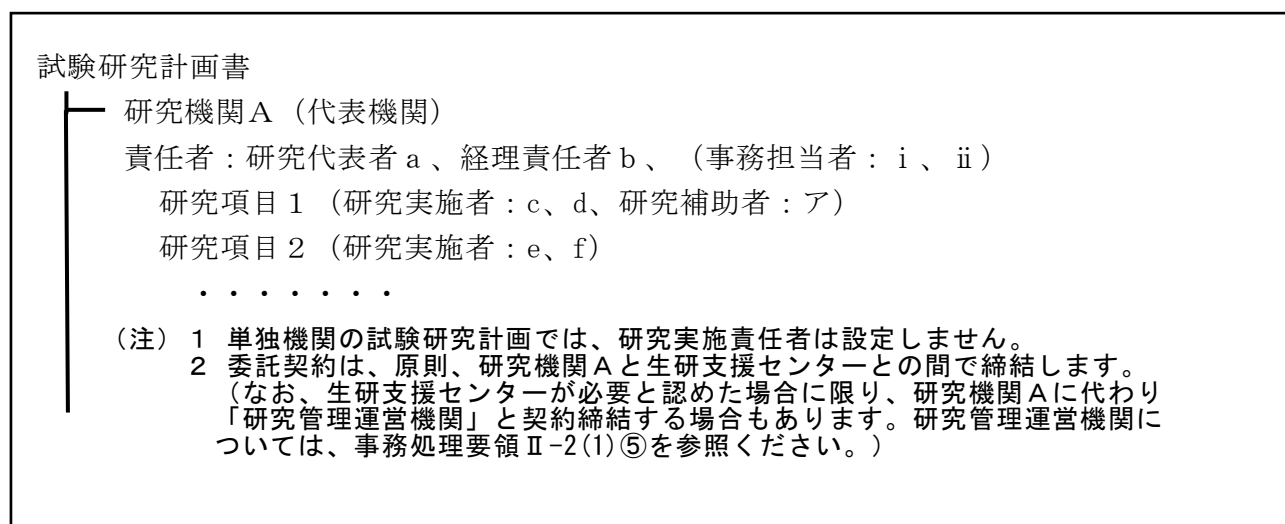 試験研究計画書
研究機関Ａ（代表機関）
責任者：研究代表者ａ、経理責任者ｂ、（事務担当者：ⅰ、ⅱ）
研究項目１（研究実施者：c、d、研究補助者：ア）
研究項目２（研究実施者：e、f）
・・・・・・・
（注）１ 単独機関の試験研究計画では、研究実施責任者は設定しません。
２ 委託契約は、原則、研究機関Ａと生研支援センターとの間で締結します。
（なお、生研支援センターが必要と認めた場合に限り、研究機関Ａに代わり
「研究管理運営機関」と契約締結する場合もあります。研究管理運営機関に
ついては、事務処理要領Ⅱ-2(1)⑤を参照ください。）